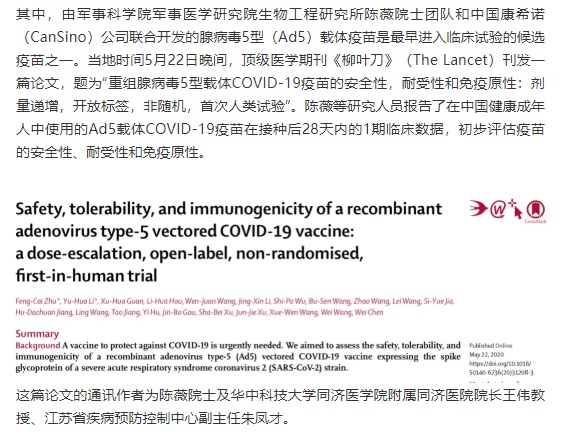 其中，由军事科学院军事医学研究院生物工程研究所陈薇院士团队和中国康希诺
（CanSino）公司联合开发的腺病毒5型（Ad5）载体疫苗是最早进入临床试验的候选
疫苗之一。当地时间5月22日晚间，顶级医学期刊《柳叶刀》（The Lancet）刊发一
篇论文，题为“重组腺病毒5型载体COVID-19疫苗的安全性，耐受性和免疫原性：剂
量递增，开放标签，非随机，首次人类试验”。陈薇等研究人员报告了在中国健康成年
人中使用的Ad5载体COVID-19疫苗在接种后28天内的1期临床数据，初步评估疫苗
的安全性、耐受性和免疫原性。
Safety, tolerability, and immunogenicity of a recombinant
adenovirus type-5 vectored COVID-19 vaccine:
a dose-escalation, open-label, non-randomised,
first-in-human trial
CrossMark
Feng-Cai Zhu*, Yu-Hua Li*, Xu-Hua Guan, Li-Hua Hou, Wen-Juan Wang, Jing-Xin Li, Shi-Po Wu, Bu-Sen Wang, Zhao Wang, Lei Wang, Si-Yue Jia,
Hu-Dachuan Jiang, Ling Wang, Tao Jiang, Yi Hu, Jin-Bo Gou, Sha-Bei Xu, Jun-Jie Xu, Xue-Wen Wang, Wei Wang, Wei Chen
Summary
Background A vaccine to protect against COVID-19 is urgently needed. We aimed to assess the safety, tolerability, and
immunogenicity of a recombinant adenovirus type-5 (Ad5) vectored COVID-19 vaccine expressing the spike
glycoprotein of a severe acute respiratory syndrome coronavirus 2 (SARS-CoV-2) strain.
Published Online
May 22, 2020
https://doi.org/10.1016/
S0140-6736(20)31208-3
这篇论文的通讯作者为陈薇院士及华中科技大学同济医学院附属同济医院院长王伟教
授、江苏省疾病预防控制中心副主任朱凤才。